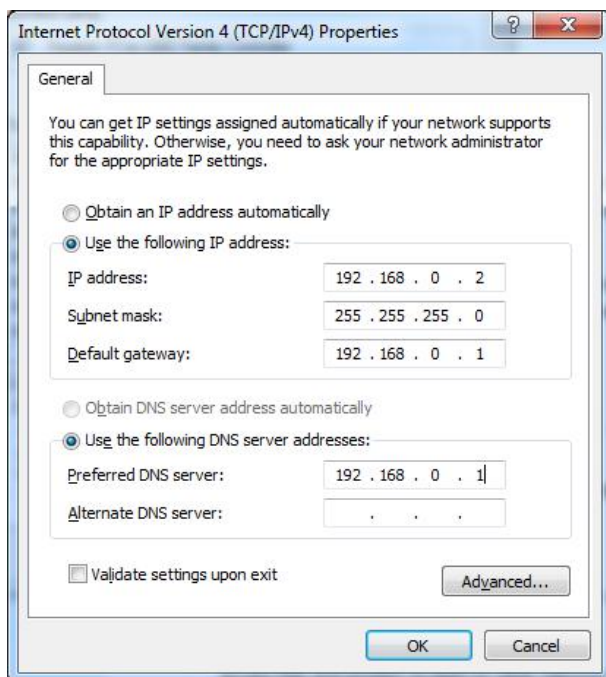 Internet Protocol Version 4 (TCP/IPv4) Properties
General
You can get IP settings assigned automatically if your network supports
this capability. Otherwise, you need to ask your network administrator
for the appropriate IP settings.
Obtain an IP address automatically
Use the following IP address:
IP address: 192 . 168 . 0 . 2
Subnet mask: 255 . 255 . 255 . 0
Default gateway: 192 . 168 . 0 . 1
Obtain DNS server address automatically
Use the following DNS server addresses:
Preferred DNS server: 192 . 168 . 0 . 1
Alternate DNS server: . . .
Validate settings upon exit
Advanced...
OK Cancel